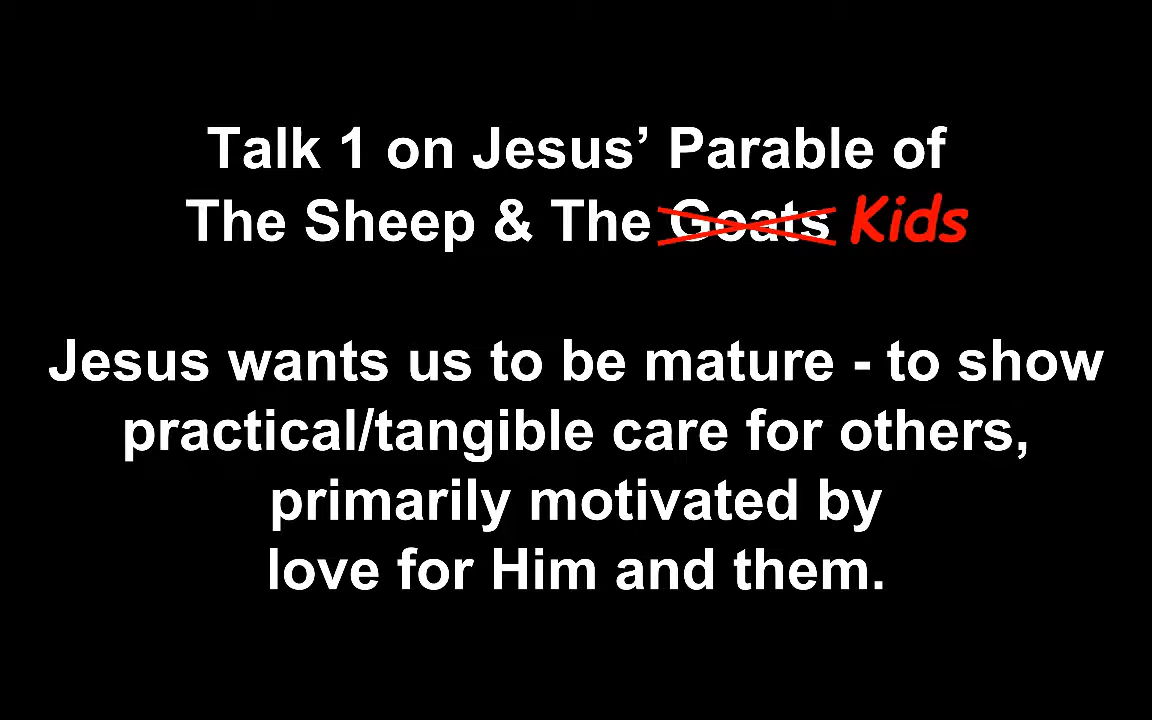 Talk 1 on Jesus’ Parable of
The Sheep & The Goats Kids
Jesus wants us to be mature - to show
practical/tangible care for others,
primarily motivated by
love for Him and them.